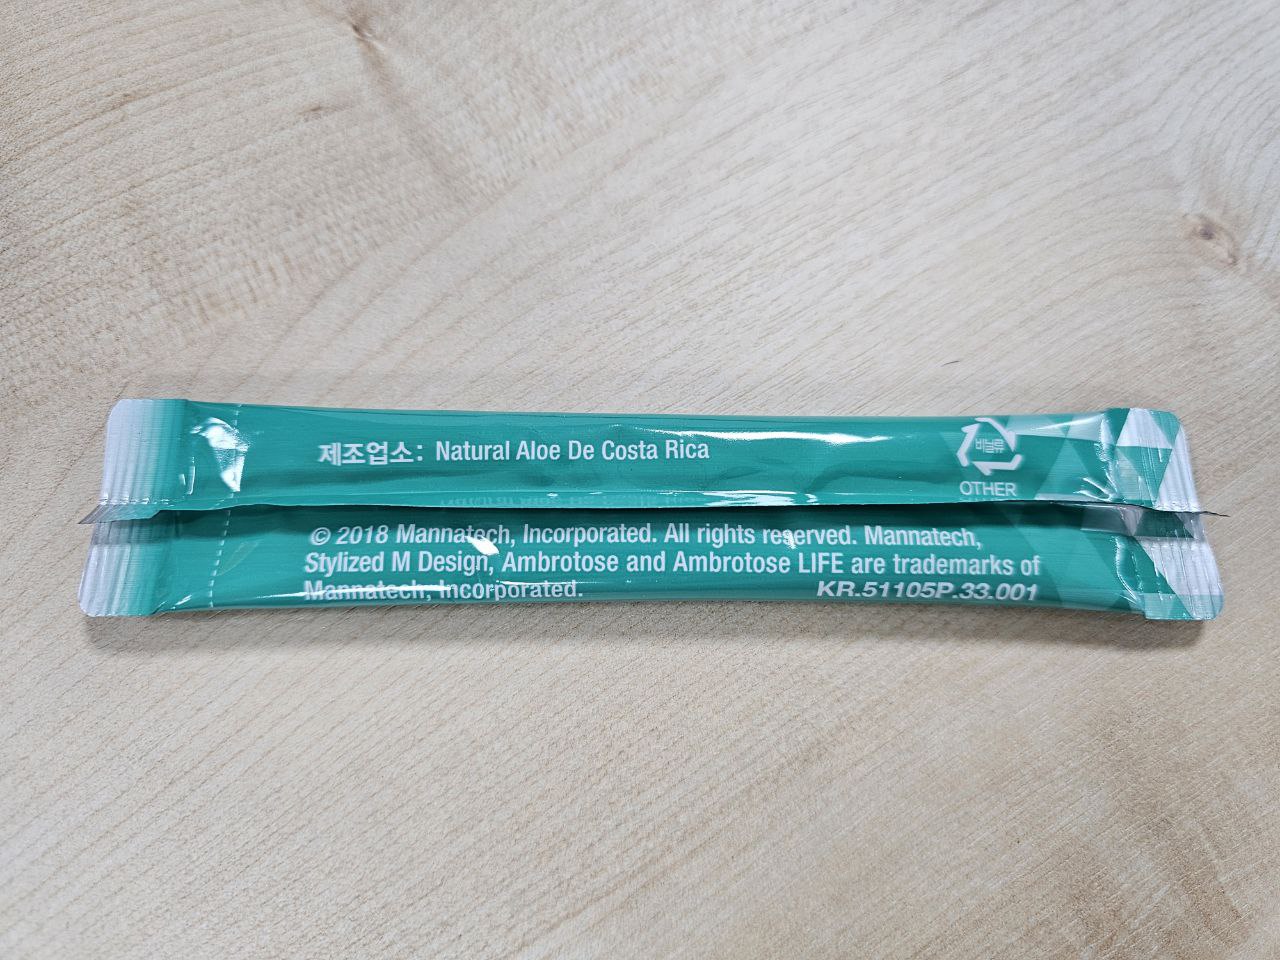 제조업소: Natural Aloe De Costa Rica
비닐류
OTHER
© 2018 Mannatech, Incorporated. All rights reserved. Mannatech,
Stylized M Design, Ambrotose and Ambrotose LIFE are trademarks of
Mannatech, Incorporated. KR.51105P.33.001